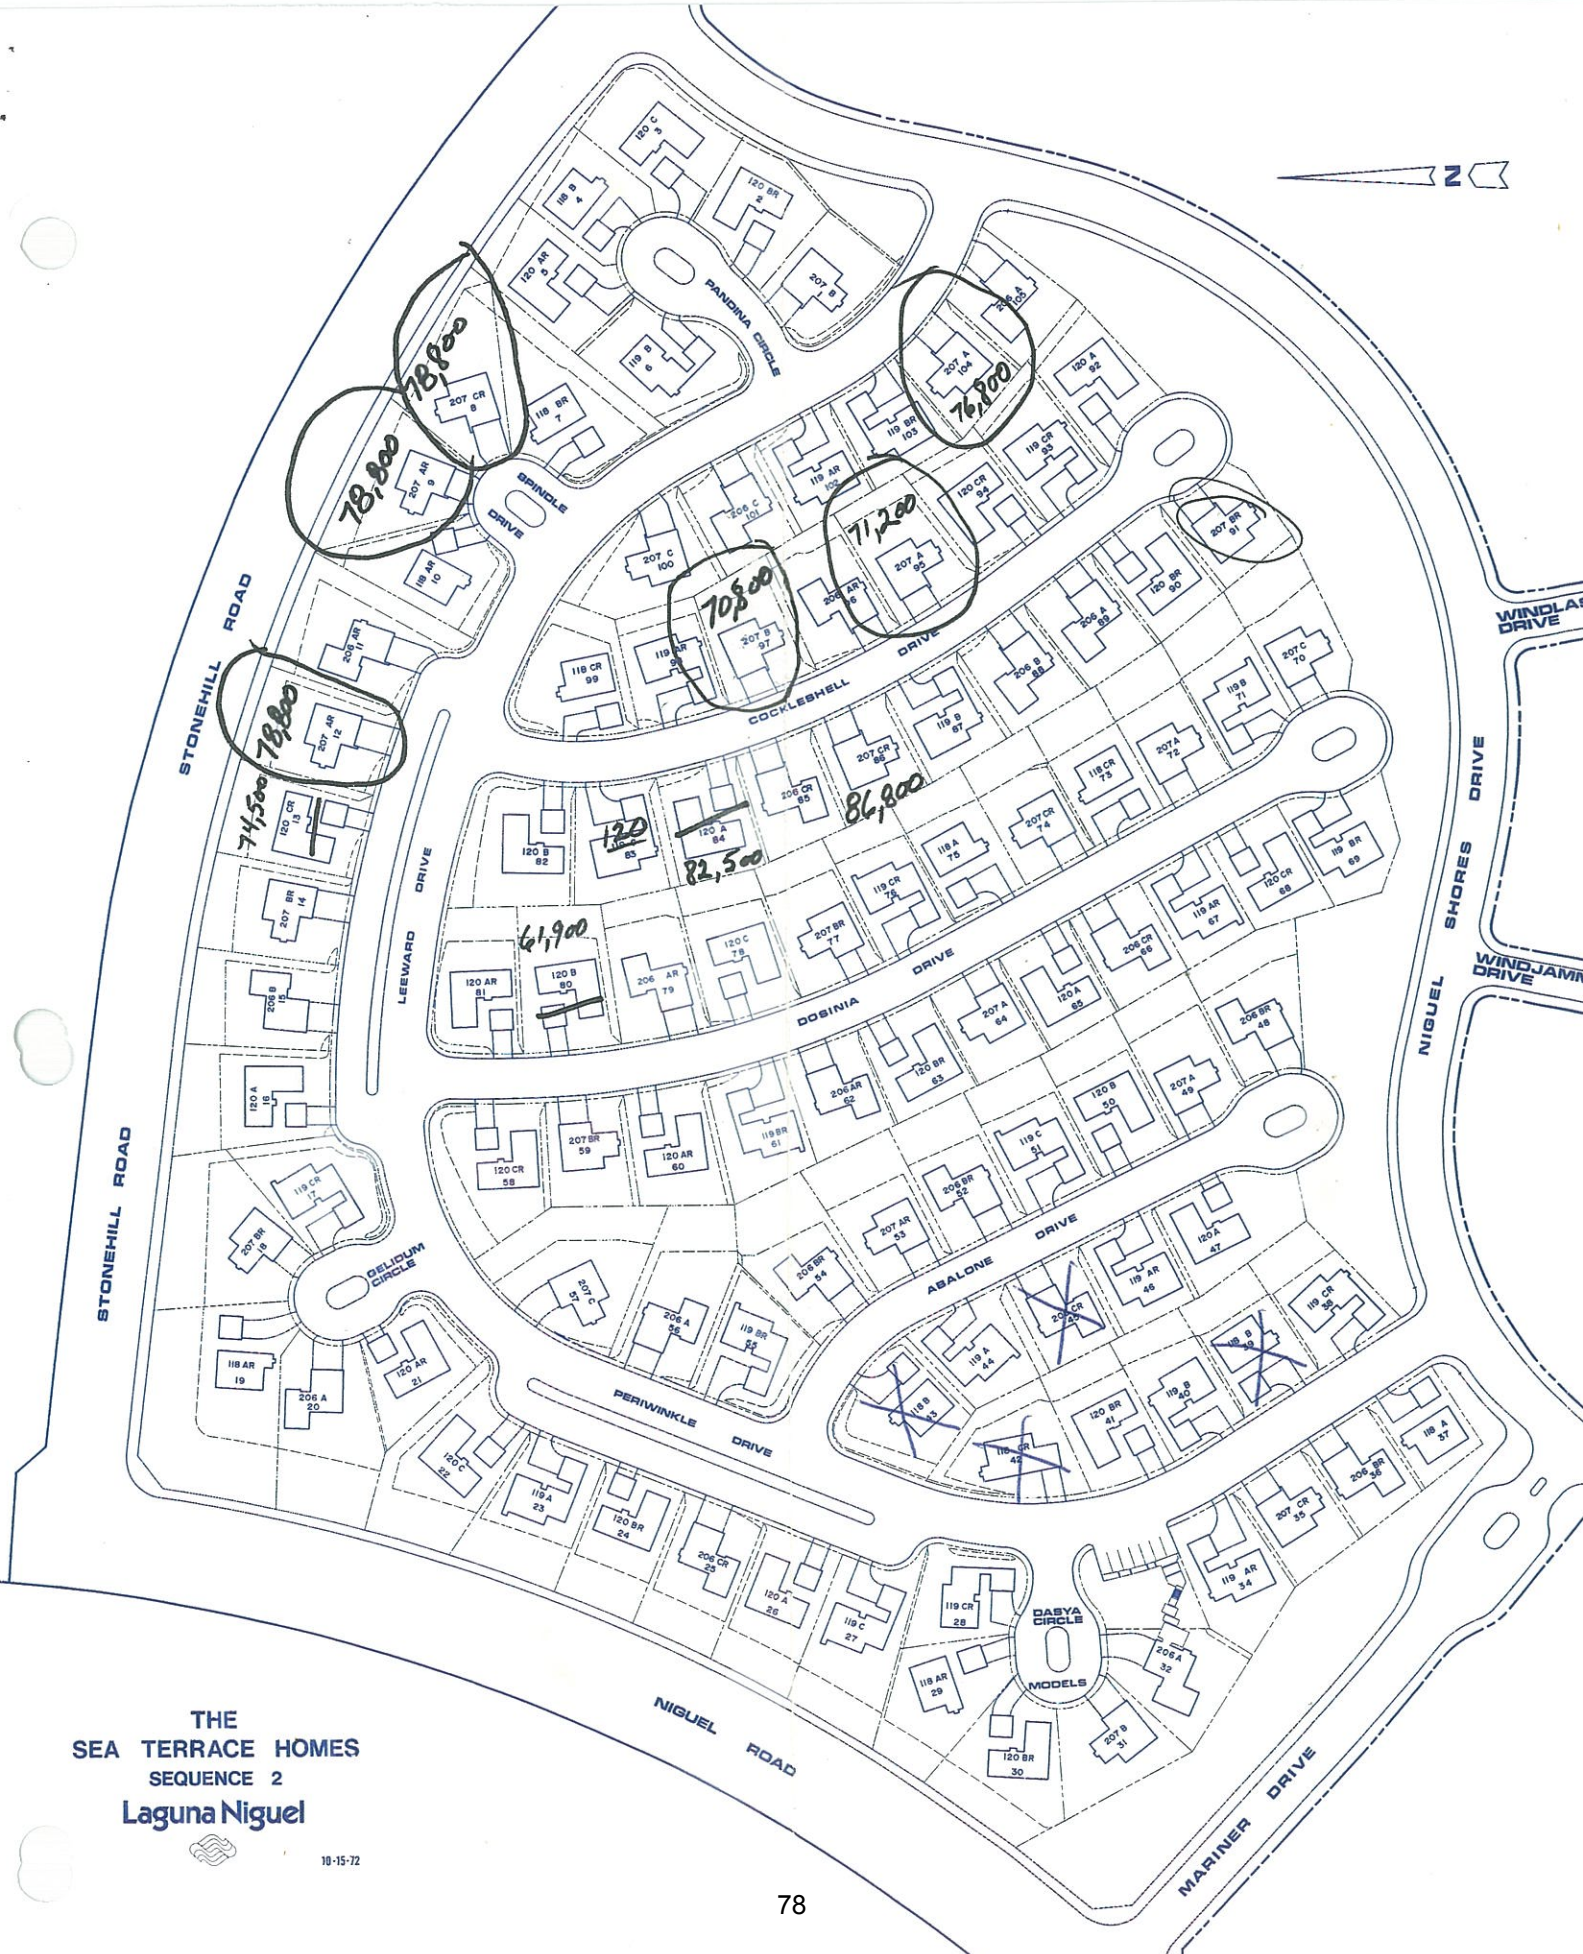 120 C
3
118 B
4
120 BR
2
120 AR
5
207 B
1
PANDINA CIRCLE
N
119 B
6
206 A
105
78,800
207 CR
8
118 BR
7
207 A
104
76,800
120 A
92
119 BR
103
119 CR
93
78,800
207 AR
9
SPINDLE
DRIVE
119 AR
102
120 CR
94
206 C
101
71,200
207 A
95
207 BR
91
118 AR
10
207 C
100
70,800
207 B
97
120 BR
90
206 A
89
STONEHILL ROAD
206 AR
11
118 CR
99
119 AR
COCKLESHELL DRIVE
206 B
88
207 C
70
WINDLAS
DRIVE
78,800
207 AR
12
119 B
87
119 B
71
207 CR
86
86,800
207 A
72
74,500
120 CR
13
206 CR
85
118 CR
73
120 B
82
120
83
120 A
84
82,500
207 CR
74
118 A
75
119 BR
69
LEEWARD DRIVE
207 BR
14
119 CR
76
120 CR
68
119 AR
67
61,900
207 BR
77
206 CR
66
120 C
78
120 AR
81
120 B
80
206 AR
79
206 B
15
DOSINIA DRIVE
120 A
65
207 A
64
NIGUEL SHORES DRIVE
WINDJAMM
DRIVE
206 BR
48
120 BR
63
120 A
16
206 AR
62
207 A
49
120 B
50
119 BR
61
120 CR
58
207 BR
59
120 AR
60
119 C
51
STONEHILL ROAD
119 CR
17
206 BR
52
207 BR
18
207 AR
53
ABALONE DRIVE
GELIDUM
CIRCLE
206 BR
54
120 A
47
207 C
57
119 AR
46
206 A
56
119 BR
55
119 CR
38
119 A
44
118 AR
19
206 A
20
120 AR
21
118 B
43
119 B
40
PERIWINKLE DRIVE
120 BR
41
42
118 A
37
120 C
22
206 BR
36
119 A
23
120 BR
24
207 CR
35
206 CR
25
119 AR
34
120 A
26
119 C
27
119 CR
28
DASYA
CIRCLE
MODELS
206 A
32
118 AR
29
207 B
31
120 BR
30
NIGUEL ROAD
MARINER DRIVE
THE
SEA TERRACE HOMES
SEQUENCE 2
Laguna Niguel
10-15-72
78